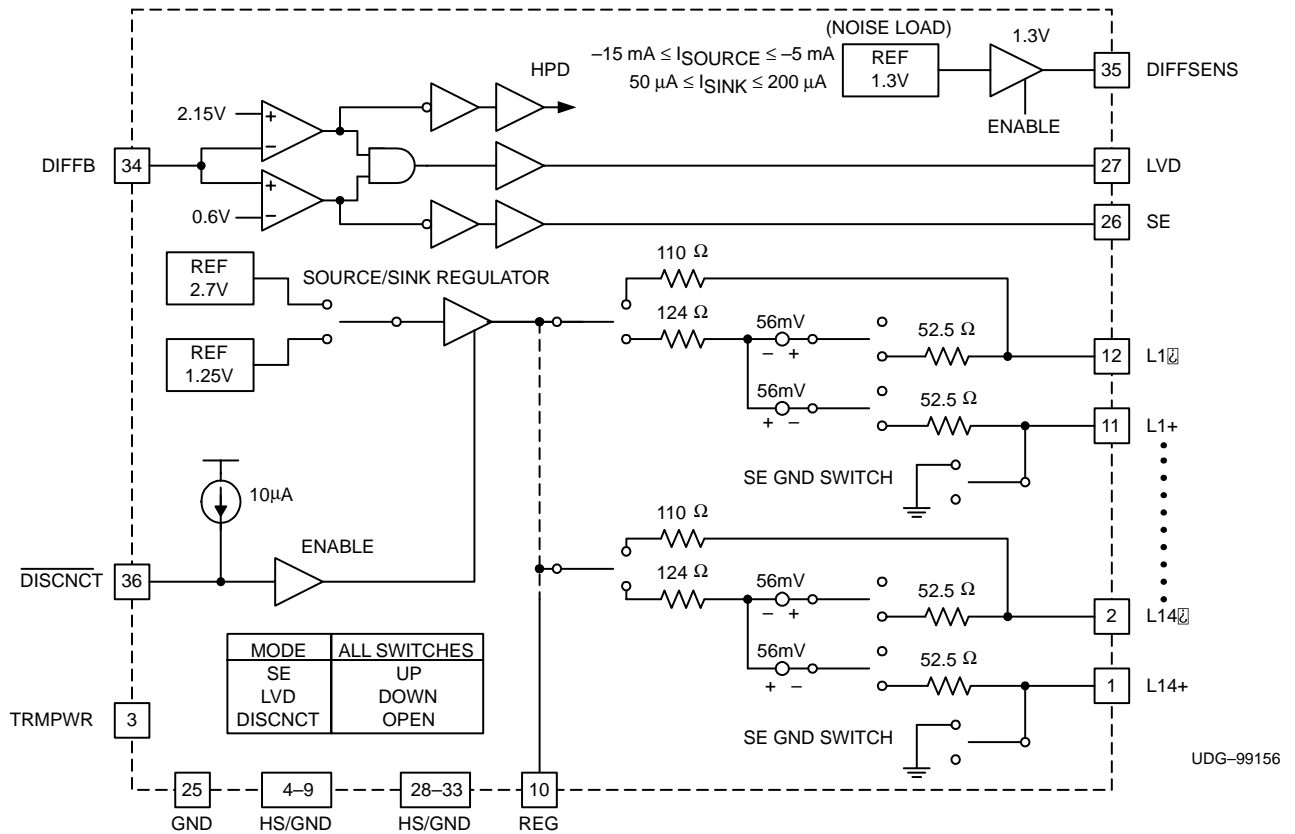 (NOISE LOAD)
1.3V
–15 mA ≤ ISOURCE ≤ –5 mA
50 µA ≤ ISINK ≤ 200 µA
REF
1.3V
35
DIFFSENS
ENABLE
HPD
2.15V
DIFFB
34
0.6V
27
LVD
26
SE
REF
2.7V
SOURCE/SINK REGULATOR
REF
1.25V
110 Ω
124 Ω
56mV
– +
52.5 Ω
12
L1
56mV
+ –
52.5 Ω
11
L1+
SE GND SWITCH
10µA
ENABLE
DISCNCT
36
110 Ω
124 Ω
56mV
– +
52.5 Ω
2
L14
56mV
+ –
52.5 Ω
1
L14+
SE GND SWITCH
MODE ALL SWITCHES
SE UP
LVD DOWN
DISCNCT OPEN
TRMPWR
3
25
GND
4–9
HS/GND
28–33
HS/GND
10
REG
UDG–99156